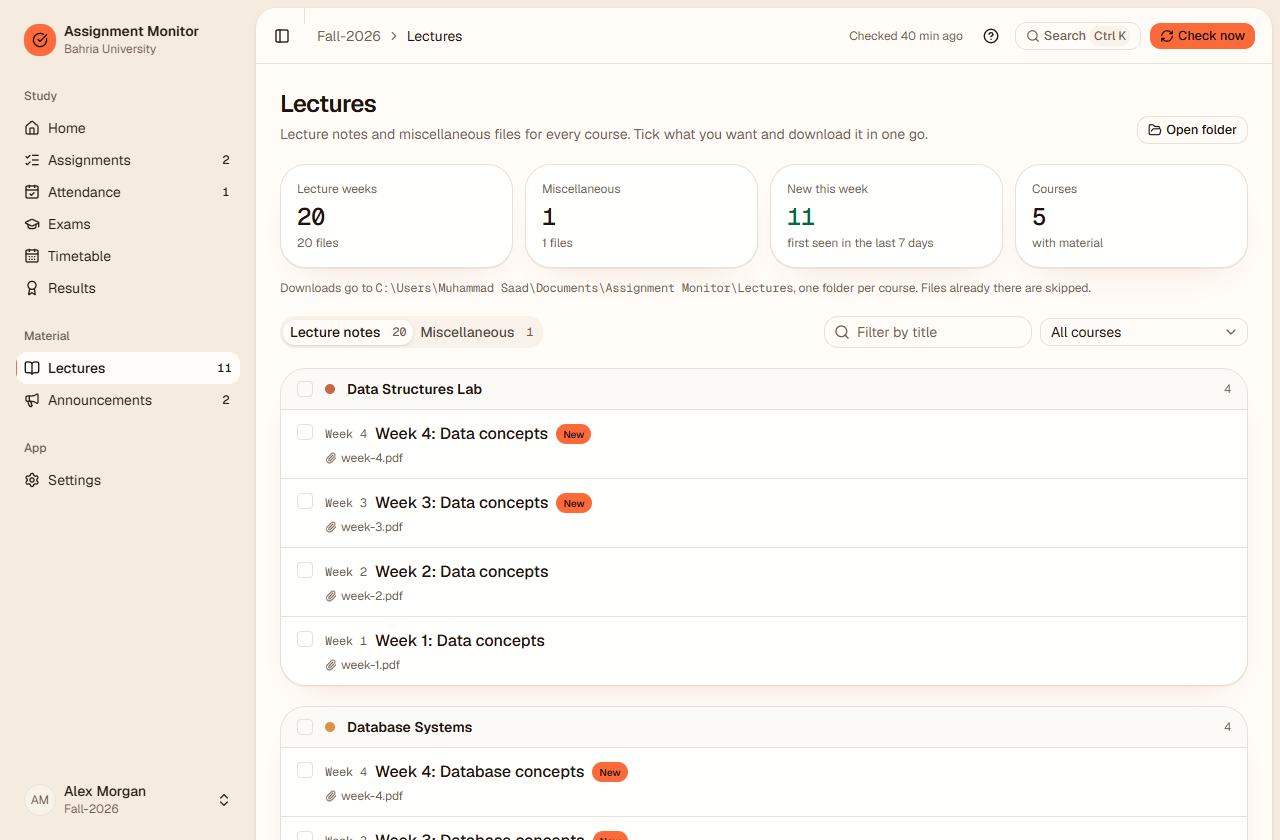 Assignment Monitor
Bahria University
Study
Home
Assignments 2
Attendance 1
Exams
Timetable
Results
Material
Lectures 11
Announcements 2
App
Settings
AM
Alex Morgan
Fall-2026
Fall-2026 > Lectures
Checked 40 min ago
Search Ctrl K
Check now
Lectures
Lecture notes and miscellaneous files for every course. Tick what you want and download it in one go.
Open folder
Lecture weeks
20
20 files
Miscellaneous
1
1 files
New this week
11
first seen in the last 7 days
Courses
5
with material
Downloads go to C:\Users\Muhammad Saad\Documents\Assignment Monitor\Lectures, one folder per course. Files already there are skipped.
Lecture notes 20 Miscellaneous 1
Filter by title
All courses
Data Structures Lab 4
Week 4 Week 4: Data concepts New
week-4.pdf
Week 3 Week 3: Data concepts New
week-3.pdf
Week 2 Week 2: Data concepts
week-2.pdf
Week 1 Week 1: Data concepts
week-1.pdf
Database Systems 4
Week 4 Week 4: Database concepts New
week-4.pdf
Week 3 Week 3: Database concepts New